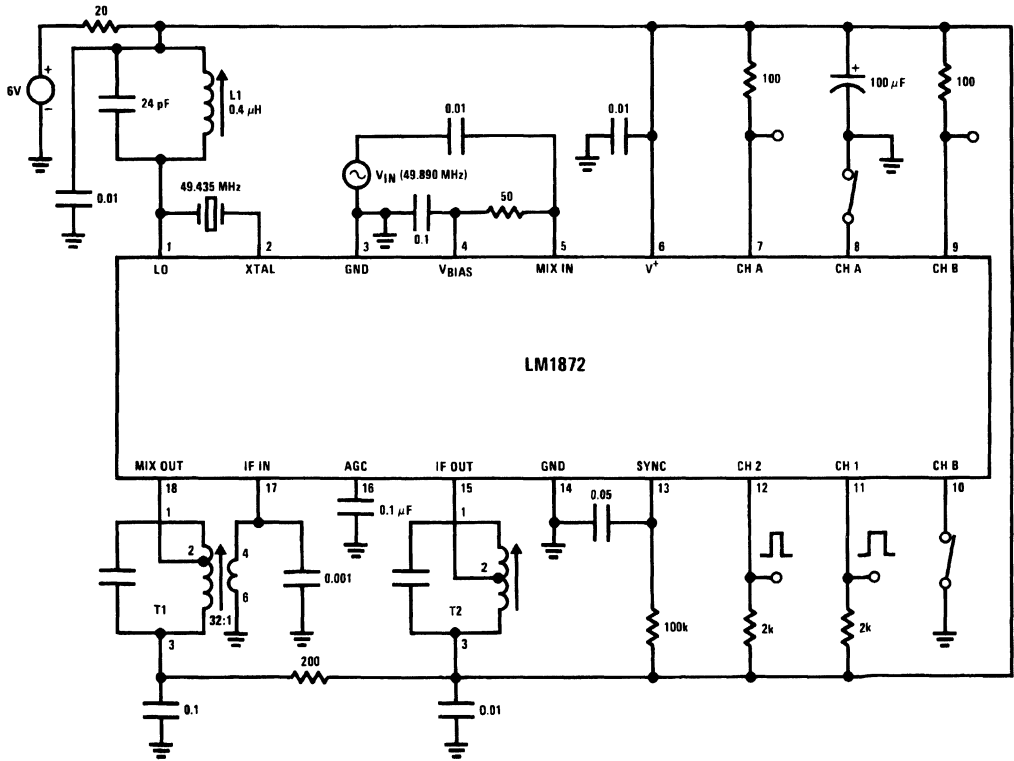 20
6V
+
−
24 pF
L1
0.4 μH
0.01
49.435 MHz
0.01
V_IN (49.890 MHz)
0.1
50
0.01
100
+
100 μF
100
1
2
3
4
5
6
7
8
9
LO
XTAL
GND
V_BIAS
MIX IN
V⁺
CH A
CH A
CH B
LM1872
MIX OUT
IF IN
AGC
IF OUT
GND
SYNC
CH 2
CH 1
CH B
18
17
16
15
14
13
12
11
10
1
2
T1
3
32:1
4
6
0.001
0.1 μF
1
2
T2
3
0.05
100k
2k
2k
200
0.1
0.01